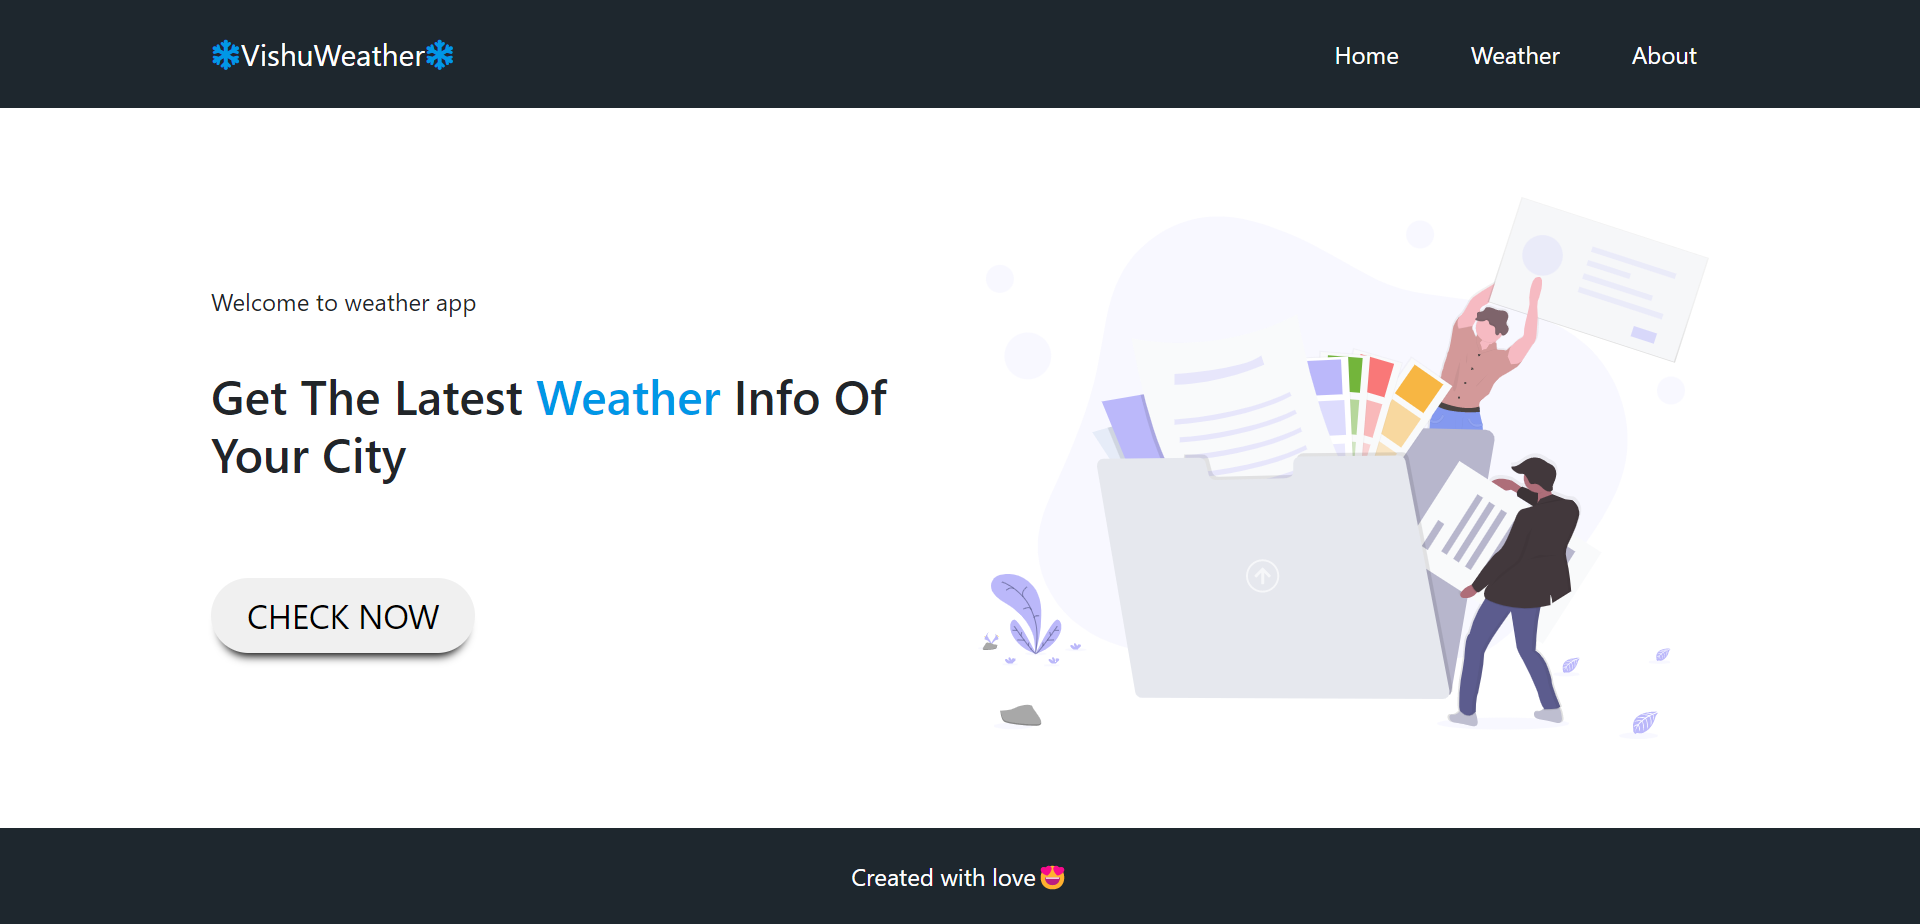 ❄VishuWeather❄
Home Weather About
Welcome to weather app
Get The Latest Weather Info Of
Your City
CHECK NOW
Created with love😍